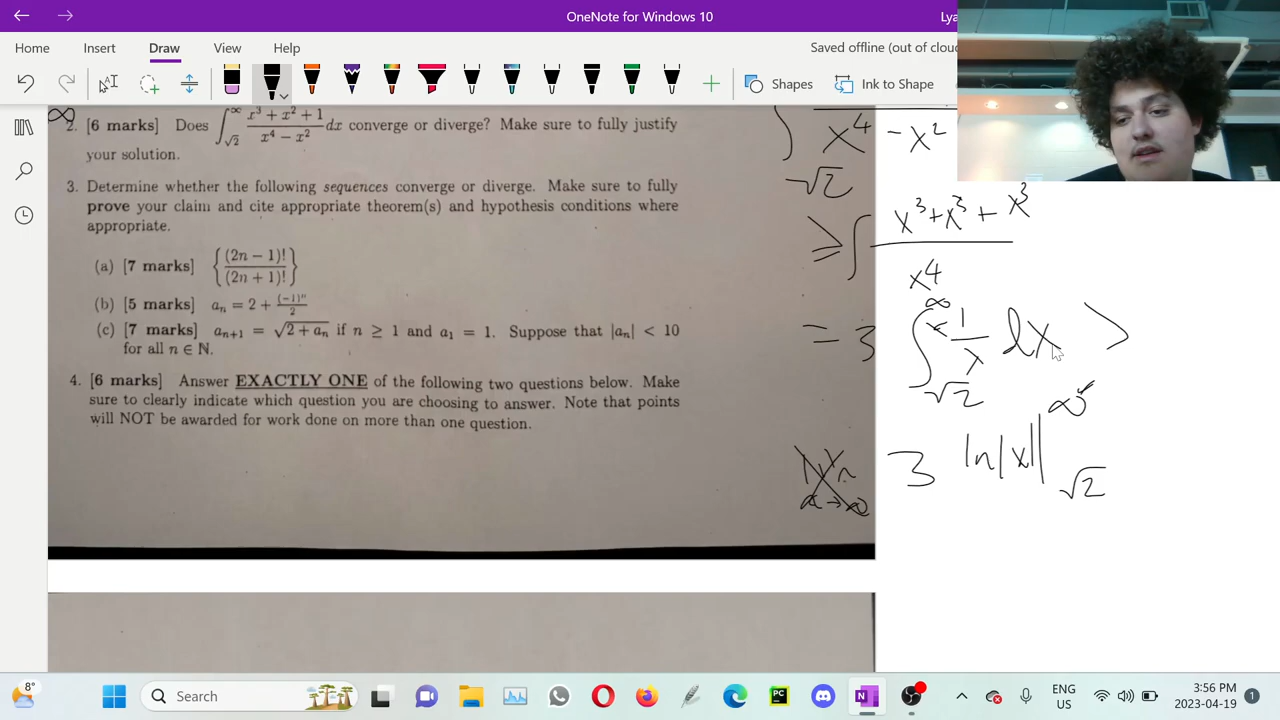 OneNote for Windows 10
Lya
Home Insert Draw View Help
Saved offline (out of clou
Shapes
Ink to Shape
∞
2. [6 marks] Does ∫_{√2}^{∞} (x³ + x² + 1)/(x⁴ − x²) dx converge or diverge? Make sure to fully justify
your solution.
3. Determine whether the following sequences converge or diverge. Make sure to fully
prove your claim and cite appropriate theorem(s) and hypothesis conditions where
appropriate.
(a) [7 marks] {(2n − 1)!/(2n + 1)!}
(b) [5 marks] aₙ = 2 + (−1)ⁿ/2
(c) [7 marks] aₙ₊₁ = √(2 + aₙ) if n ≥ 1 and a₁ = 1. Suppose that |aₙ| < 10
for all n ∈ ℕ.
4. [6 marks] Answer EXACTLY ONE of the following two questions below. Make
sure to clearly indicate which question you are choosing to answer. Note that points
will NOT be awarded for work done on more than one question.
∫_{√2} x⁴ − x²
≥ ∫ (x³ + x³ + x³)/x⁴
= 3 ∫_{√2}^{∞} 1/x dx >
3 ln|x| |_{√2}^{∞}
a → ∞
8°
Search
ENG
US
3:56 PM
2023-04-19
1